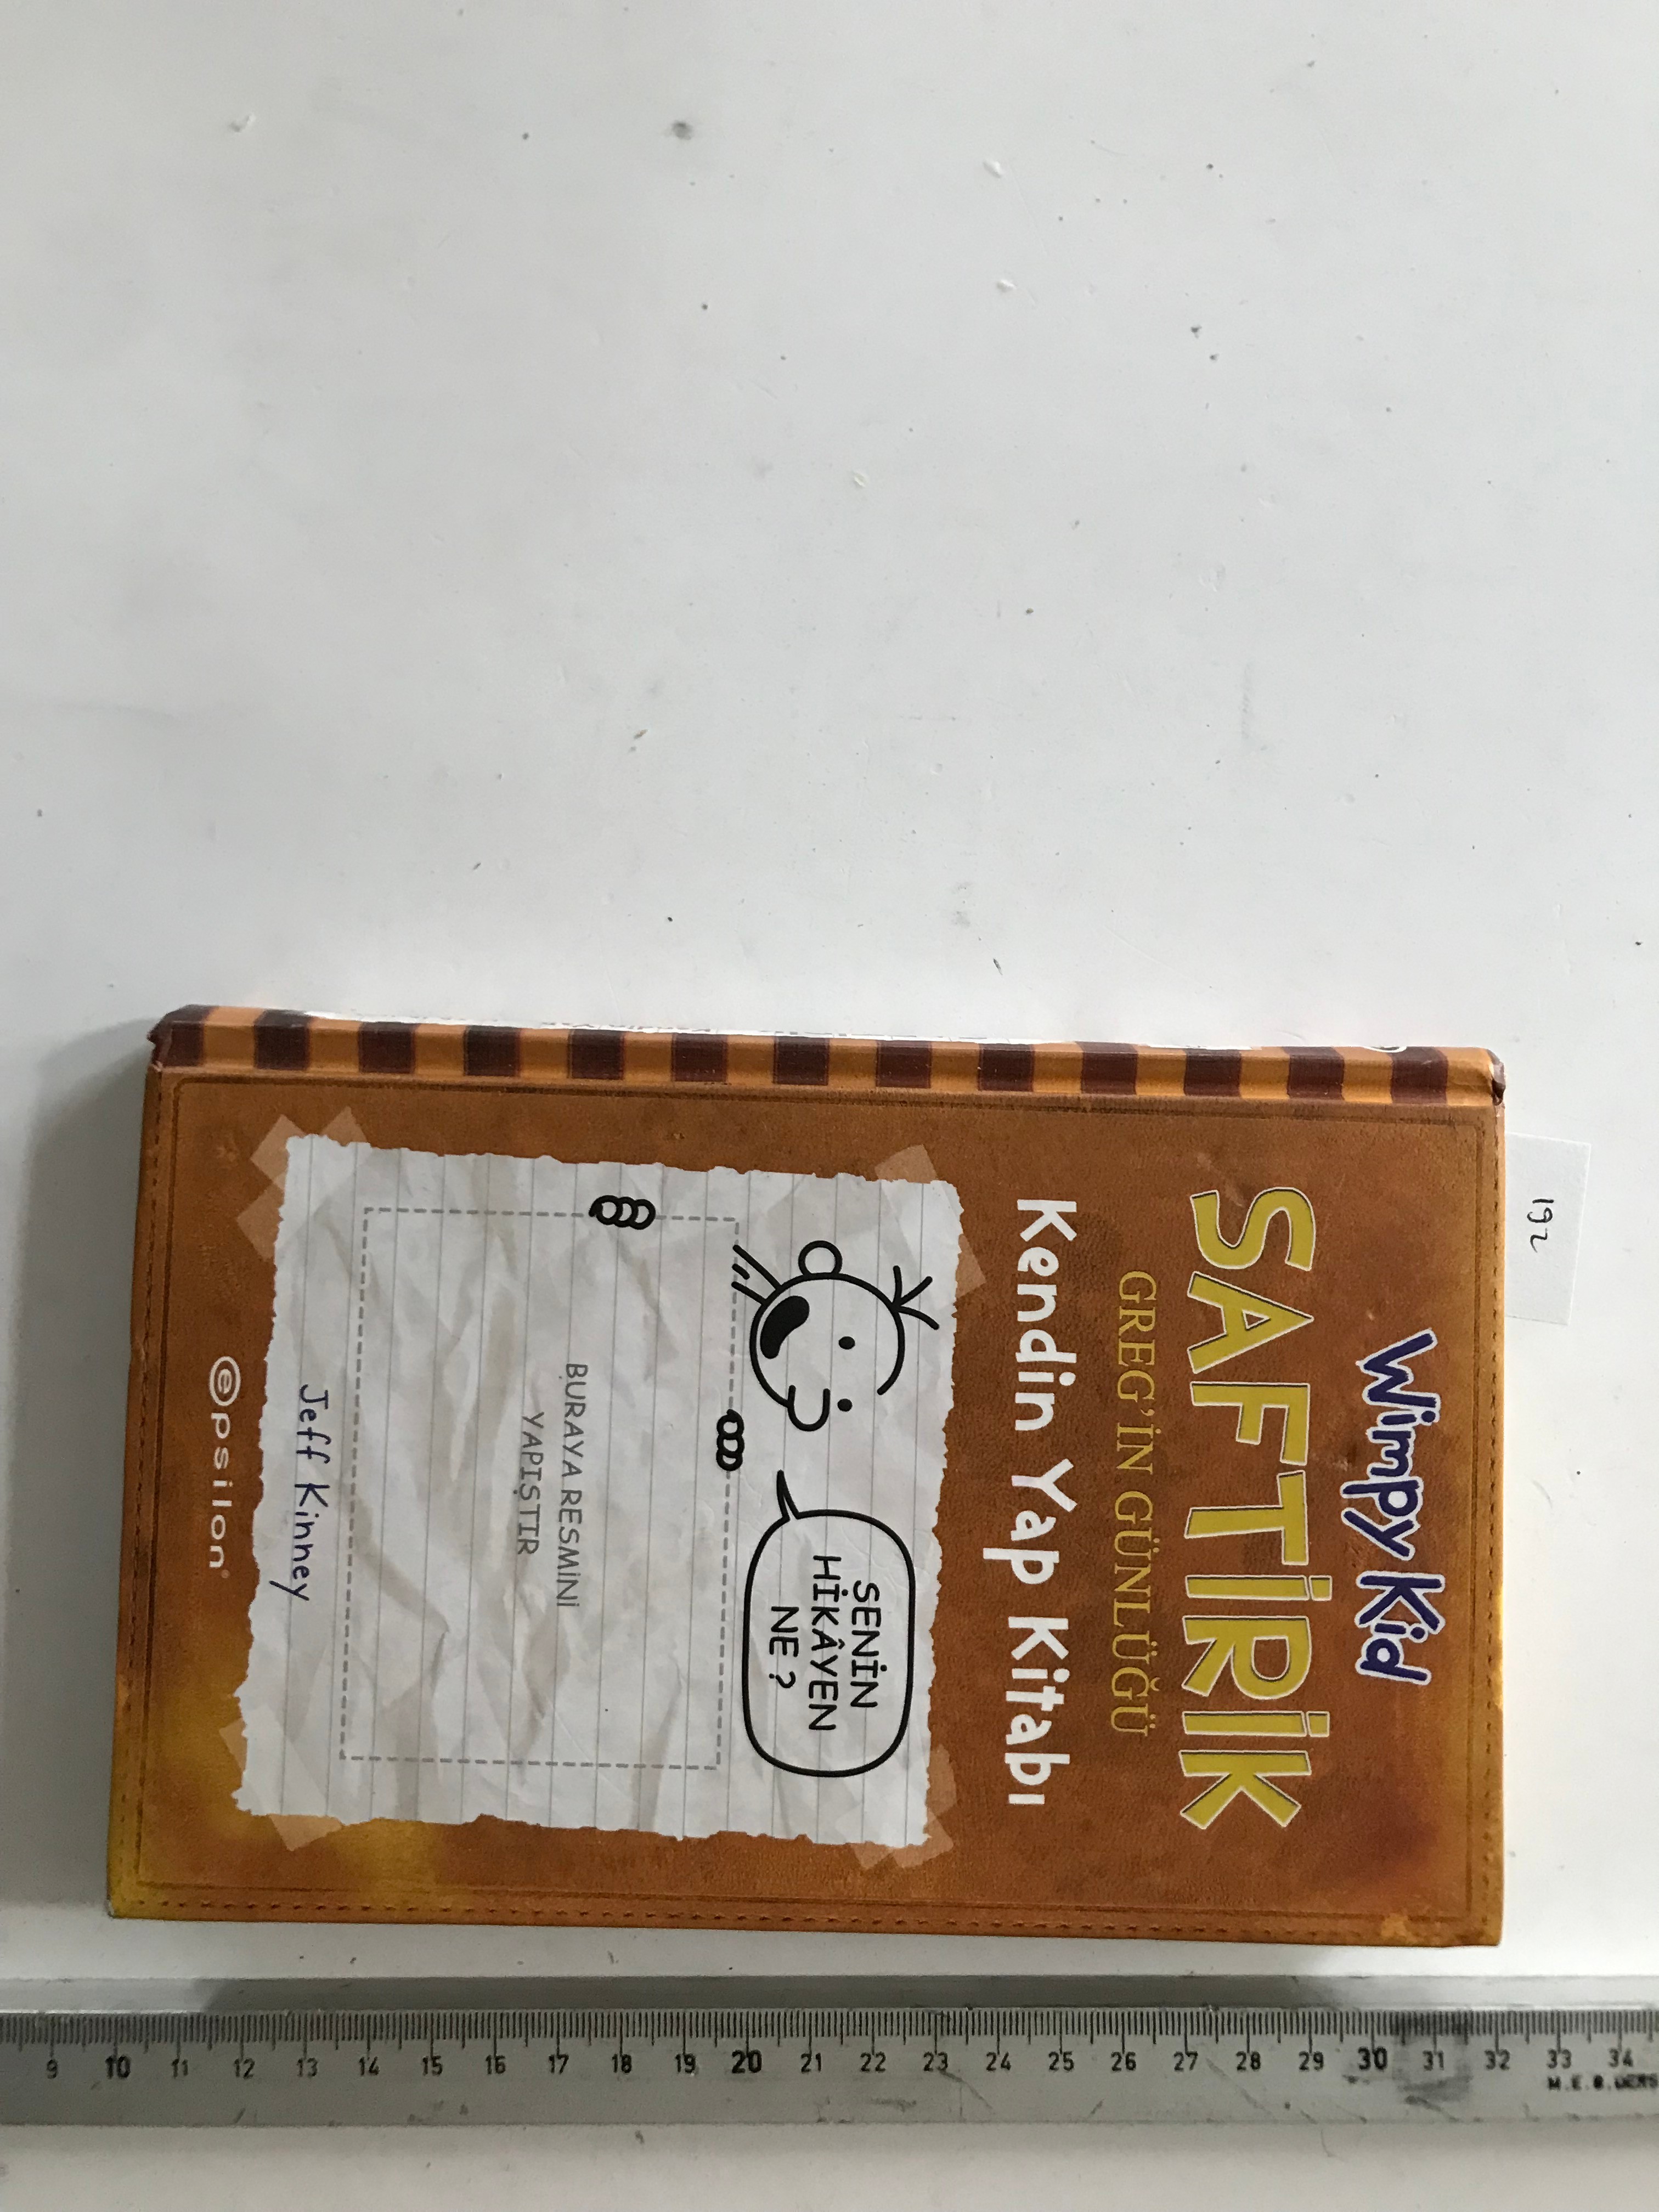 192
Wimpy Kid
SAFTİRİK
GREG'İN GÜNLÜĞÜ
Kendin Yap Kitabı
SENİN
HİKÂYEN
NE?
BURAYA RESMİNİ
YAPIŞTIR
Jeff Kinney
epsilon
9 10 11 12 13 14 15 16 17 18 19 20 21 22 23 24 25 26 27 28 29 30 31 32 33 34
M.E.B.DERS